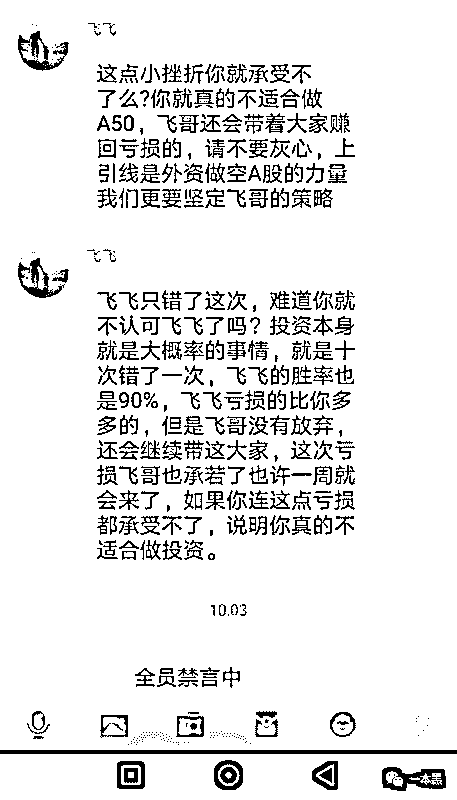 飞飞
这点小挫折你就承受不
了么?你就真的不适合做
A50，飞哥还会带着大家赚
回亏损的，请不要灰心，上
引线是外资做空A股的力量
我们更要坚定飞哥的策略
飞飞
飞飞只错了这次，难道你就
不认可飞飞了吗？投资本身
就是大概率的事情，就是十
次错了一次，飞飞的胜率也
是90%，飞飞亏损的比你多
多的，但是飞哥没有放弃，
还会继续带这大家，这次亏
损飞哥也承若了也许一周就
会来了，如果你连这点亏损
都承受不了，说明你真的不
适合做投资。
10.03
全员禁言中
一本黑